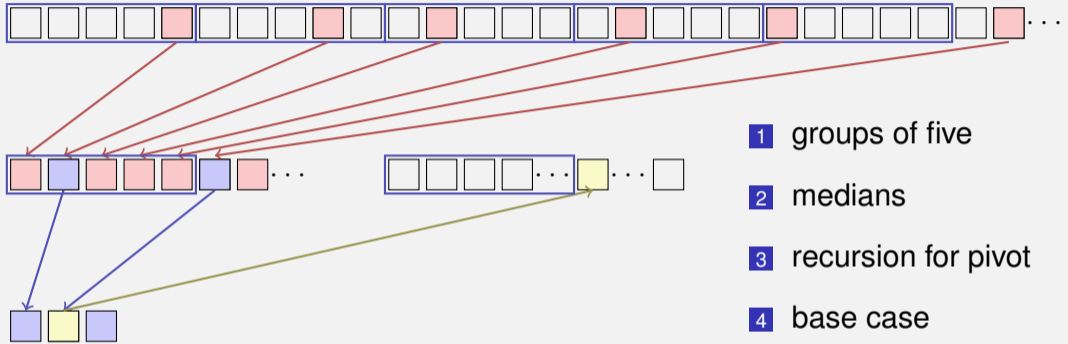 ...
... ... ...
1 groups of five
2 medians
3 recursion for pivot
4 base case